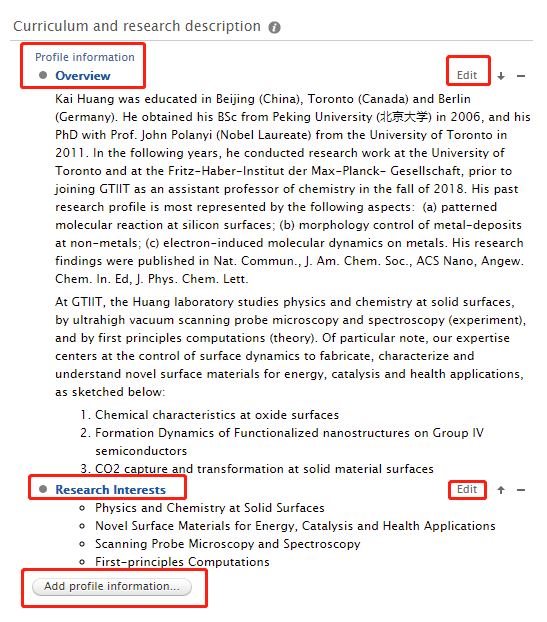 Curriculum and research description
Profile information
Overview
Edit
Kai Huang was educated in Beijing (China), Toronto (Canada) and Berlin
(Germany). He obtained his BSc from Peking University (北京大学) in 2006, and his
PhD with Prof. John Polanyi (Nobel Laureate) from the University of Toronto in
2011. In the following years, he conducted research work at the University of
Toronto and at the Fritz-Haber-Institut der Max-Planck- Gesellschaft, prior to
joining GTIIT as an assistant professor of chemistry in the fall of 2018. His past
research profile is most represented by the following aspects:  (a) patterned
molecular reaction at silicon surfaces; (b) morphology control of metal-deposits
at non-metals; (c) electron-induced molecular dynamics on metals. His research
findings were published in Nat. Commun., J. Am. Chem. Soc., ACS Nano, Angew.
Chem. In. Ed, J. Phys. Chem. Lett.
At GTIIT, the Huang laboratory studies physics and chemistry at solid surfaces,
by ultrahigh vacuum scanning probe microscopy and spectroscopy (experiment),
and by first principles computations (theory). Of particular note, our expertise
centers at the control of surface dynamics to fabricate, characterize and
understand novel surface materials for energy, catalysis and health applications,
as sketched below:
1. Chemical characteristics at oxide surfaces
2. Formation Dynamics of Functionalized nanostructures on Group IV
semiconductors
3. CO2 capture and transformation at solid material surfaces
Research Interests
Edit
Physics and Chemistry at Solid Surfaces
Novel Surface Materials for Energy, Catalysis and Health Applications
Scanning Probe Microscopy and Spectroscopy
First-principles Computations
Add profile information...